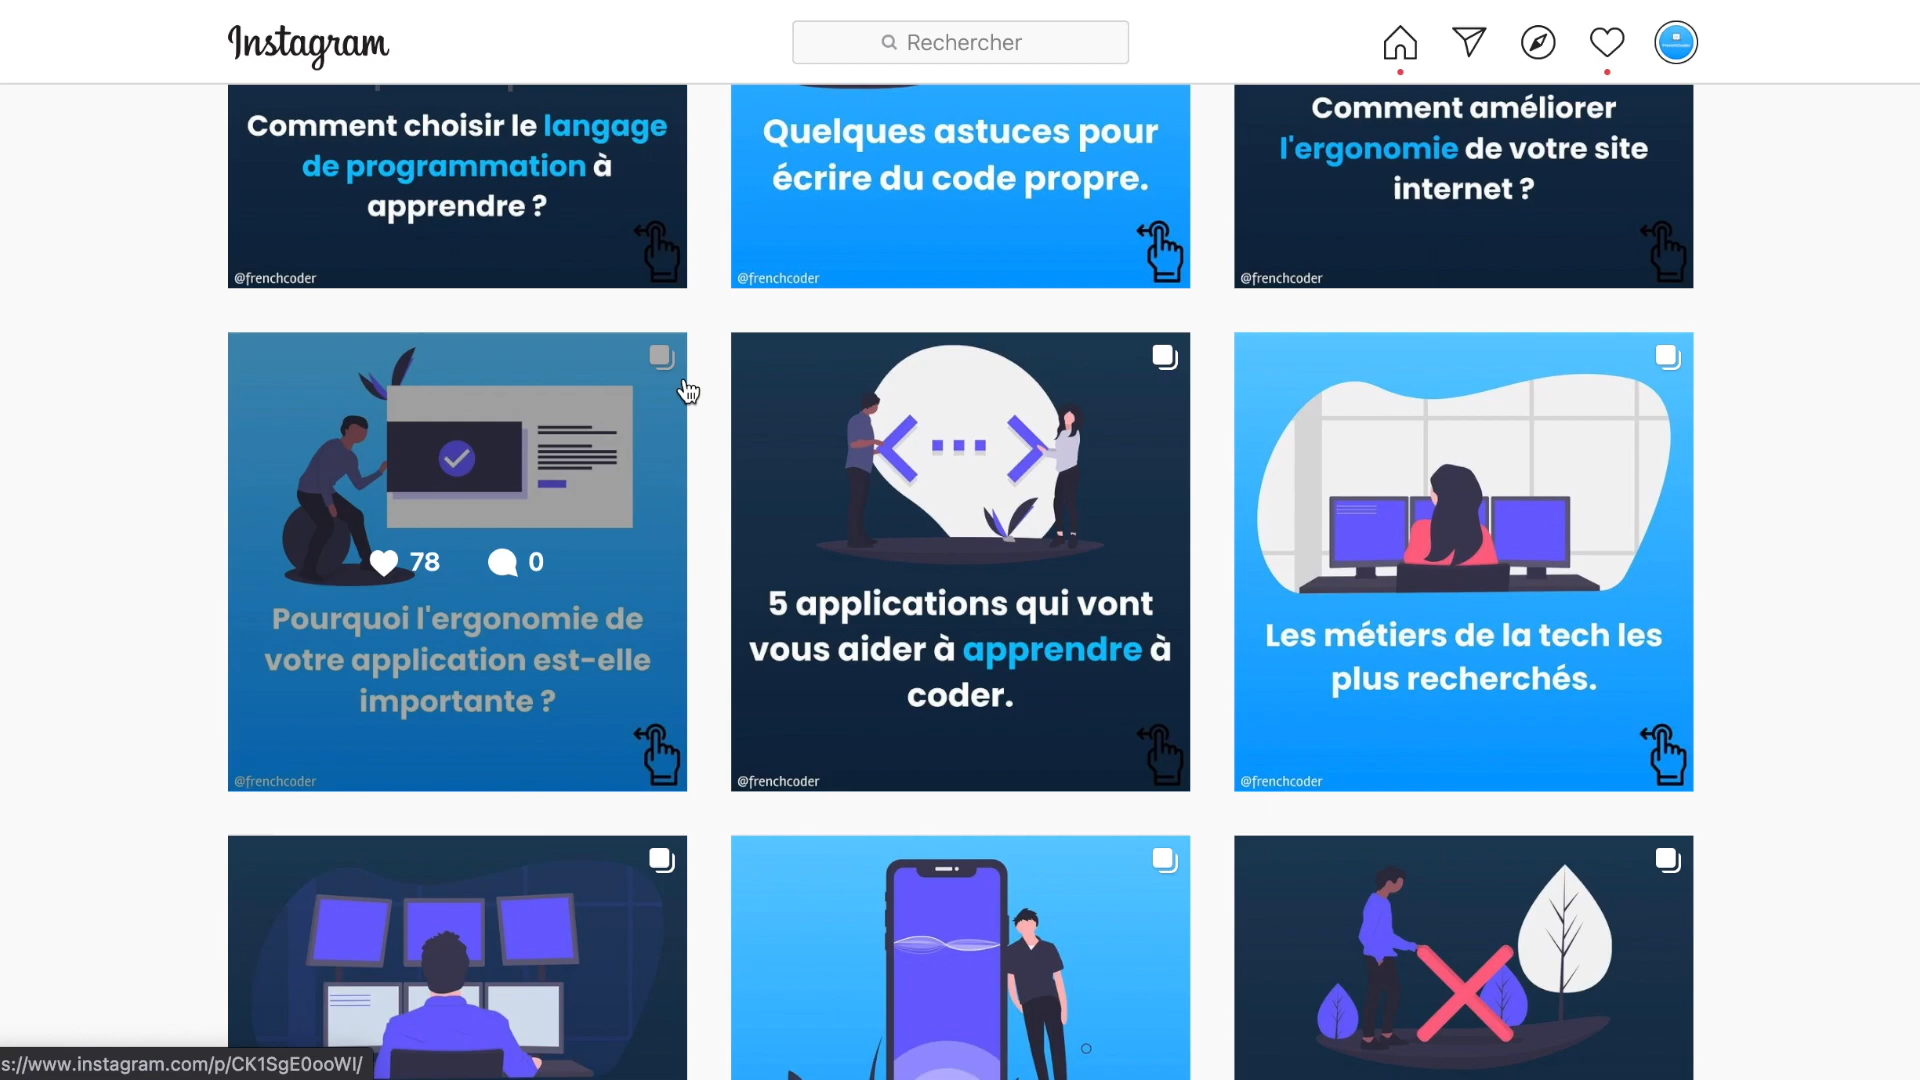 Instagram
Rechercher
Comment choisir le langage
de programmation à
apprendre ?
@frenchcoder
Quelques astuces pour
écrire du code propre.
@frenchcoder
Comment améliorer
l'ergonomie de votre site
internet ?
@frenchcoder
78
0
Pourquoi l'ergonomie de
votre application est-elle
importante ?
@frenchcoder
5 applications qui vont
vous aider à apprendre à
coder.
@frenchcoder
Les métiers de la tech les
plus recherchés.
@frenchcoder
s://www.instagram.com/p/CK1SgE0ooWI/